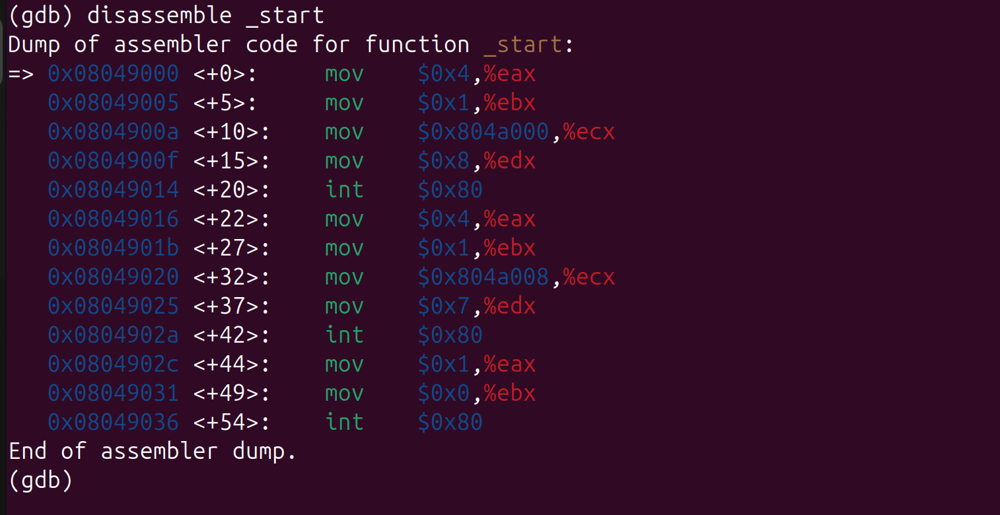 (gdb) disassemble _start
Dump of assembler code for function _start:
=> 0x08049000 <+0>:     mov    $0x4,%eax
   0x08049005 <+5>:     mov    $0x1,%ebx
   0x0804900a <+10>:    mov    $0x804a000,%ecx
   0x0804900f <+15>:    mov    $0x8,%edx
   0x08049014 <+20>:    int    $0x80
   0x08049016 <+22>:    mov    $0x4,%eax
   0x0804901b <+27>:    mov    $0x1,%ebx
   0x08049020 <+32>:    mov    $0x804a008,%ecx
   0x08049025 <+37>:    mov    $0x7,%edx
   0x0804902a <+42>:    int    $0x80
   0x0804902c <+44>:    mov    $0x1,%eax
   0x08049031 <+49>:    mov    $0x0,%ebx
   0x08049036 <+54>:    int    $0x80
End of assembler dump.
(gdb)